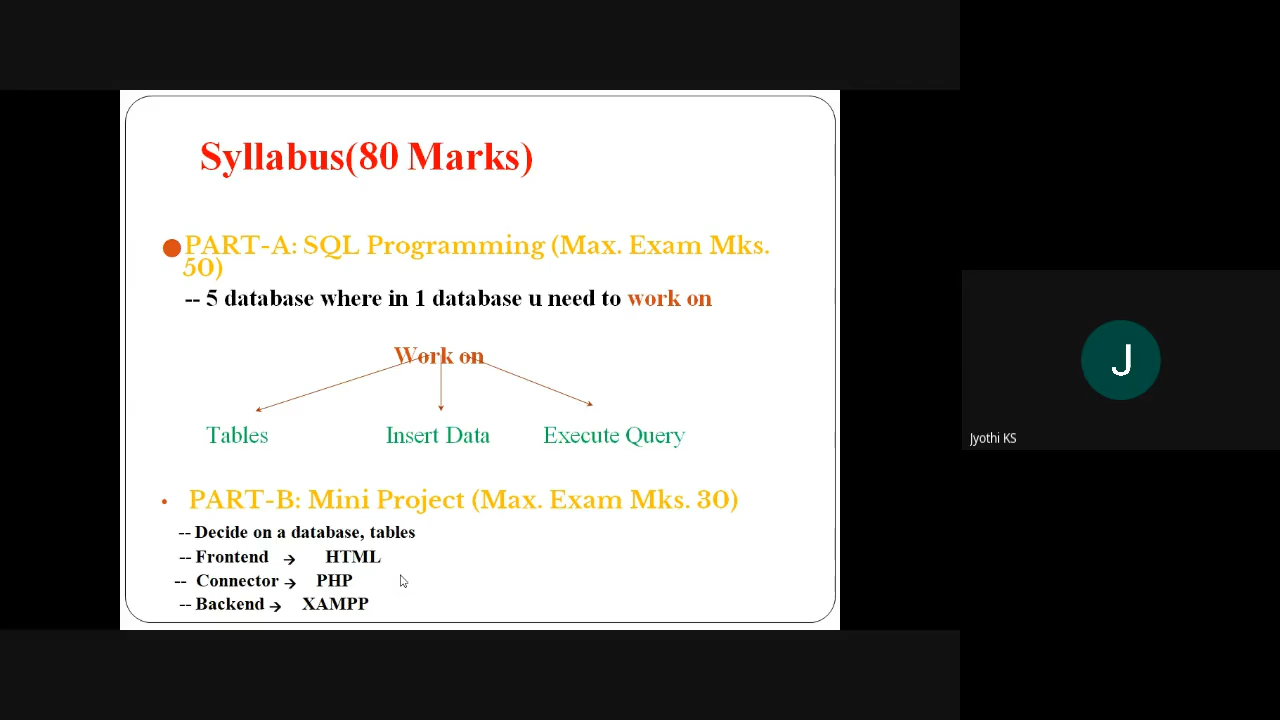 Syllabus(80 Marks)
PART-A: SQL Programming (Max. Exam Mks.
50)
-- 5 database where in 1 database u need to work on
Work on
Tables Insert Data Execute Query
• PART-B: Mini Project (Max. Exam Mks. 30)
-- Decide on a database, tables
-- Frontend → HTML
-- Connector → PHP
-- Backend → XAMPP
J
Jyothi KS